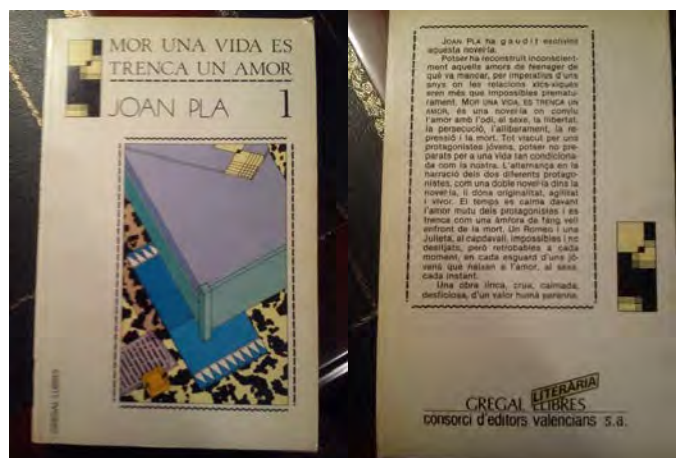 MOR UNA VIDA ES
TRENCA UN AMOR
JOAN PLA 1
GREGAL LLIBRES
JOAN PLA ha gaudit escrivint
aquesta novel·la.
Potser ha reconstruït inconscient-
ment aquells amors de teenager de
què va mancar, per imperatius d'uns
anys on les relacions xics-xiques
eren més que impossibles prematu-
rament. MOR UNA VIDA, ES TRENCA UN
AMOR, és una novel·la on conviu
l'amor amb l'odi, el sexe, la llibertat,
la persecució, l'alliberament, la re-
pressió i la mort. Tot viscut per uns
protagonistes jóvens, potser no pre-
parats per a una vida tan condiciona-
da com la nostra. L'alternança en la
narració dels dos diferents protago-
nistes, com una doble novel·la dins la
novel·la, li dóna originalitat, agilitat
i vivor. El temps es calma davant
l'amor mutu dels protagonistes i es
trenca com una àmfora de fang vell
enfront de la mort. Un Romeo i una
Julieta, al capdavall, impossibles i no
desitjats, però retrobables a cada
moment, en cada esguard d'uns jó-
vens que naixen a l'amor, al sexe,
cada instant.
Una obra lírica, crua, calmada,
desficiosa, d'un valor humà perenne.
LITERÀRIA
GREGAL LLIBRES
consorci d'editors valencians s.a.